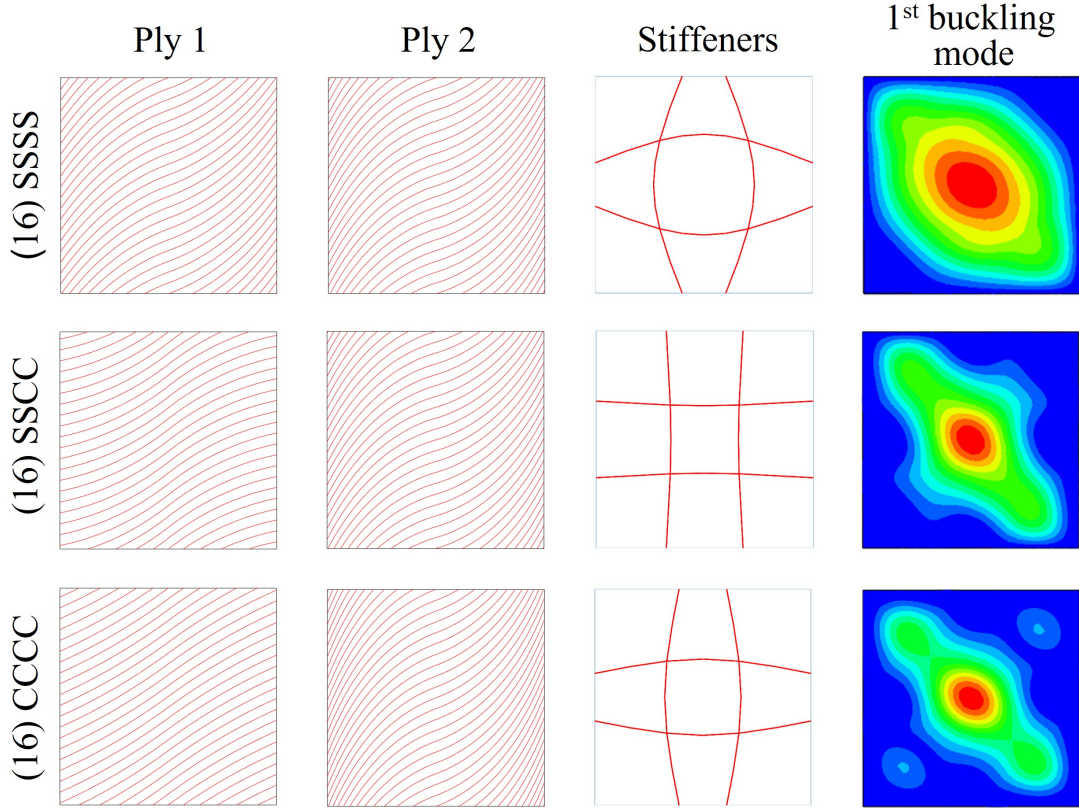 Ply 1
Ply 2
Stiffeners
1st buckling
mode
(16) SSSS
(16) SSCC
(16) CCCC